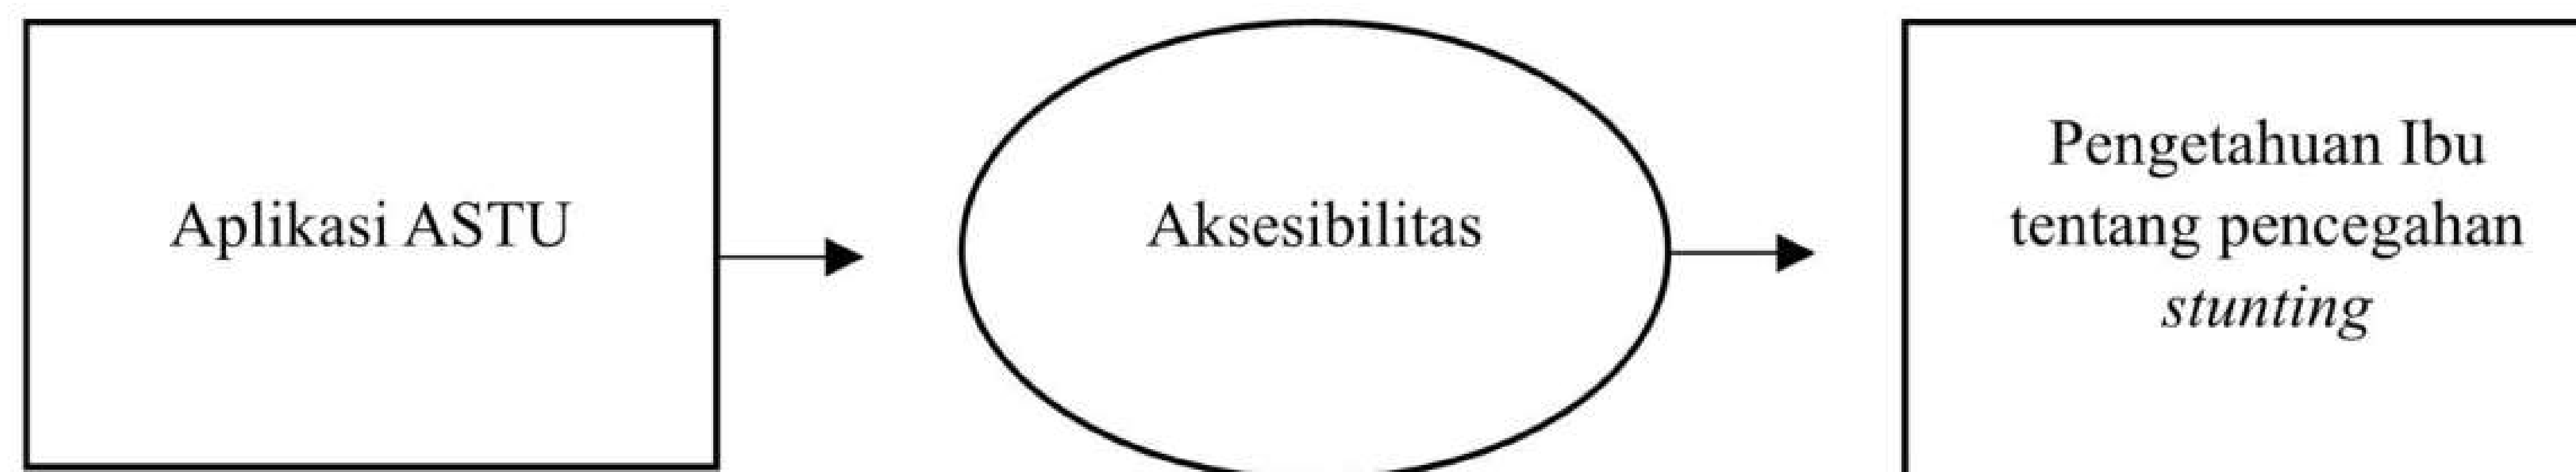 Aplikasi ASTU
Aksesibilitas
Pengetahuan Ibu
tentang pencegahan
stunting